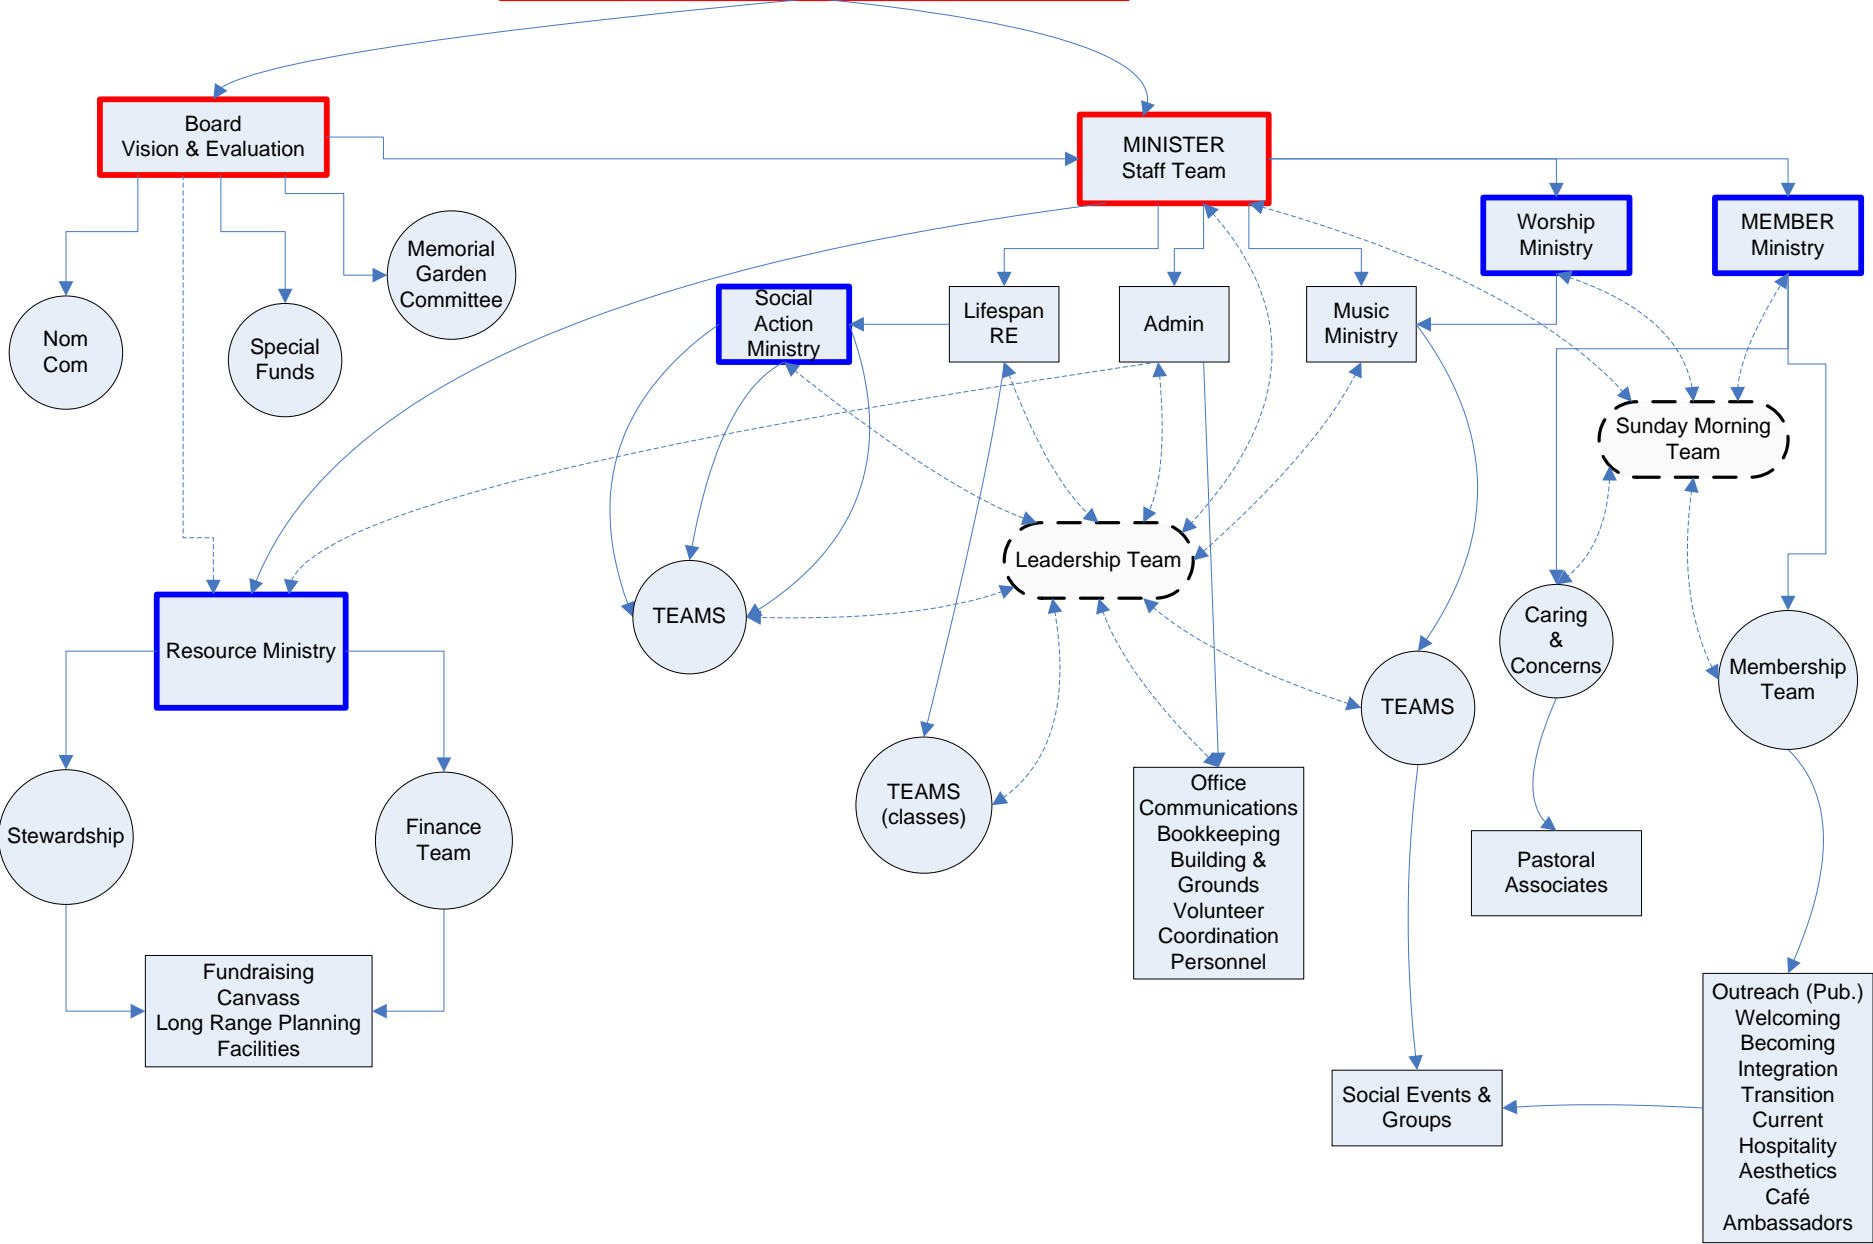 Board
Vision & Evaluation
MINISTER
Staff Team
Worship
Ministry
MEMBER
Ministry
Memorial
Garden
Committee
Nom
Com
Special
Funds
Social
Action
Ministry
Lifespan
RE
Admin
Music
Ministry
Sunday Morning
Team
Leadership Team
Resource Ministry
TEAMS
Caring
&
Concerns
Membership
Team
TEAMS
Stewardship
Finance
Team
TEAMS
(classes)
Office
Communications
Bookkeeping
Building &
Grounds
Volunteer
Coordination
Personnel
Pastoral
Associates
Fundraising
Canvass
Long Range Planning
Facilities
Social Events &
Groups
Outreach (Pub.)
Welcoming
Becoming
Integration
Transition
Current
Hospitality
Aesthetics
Café
Ambassadors